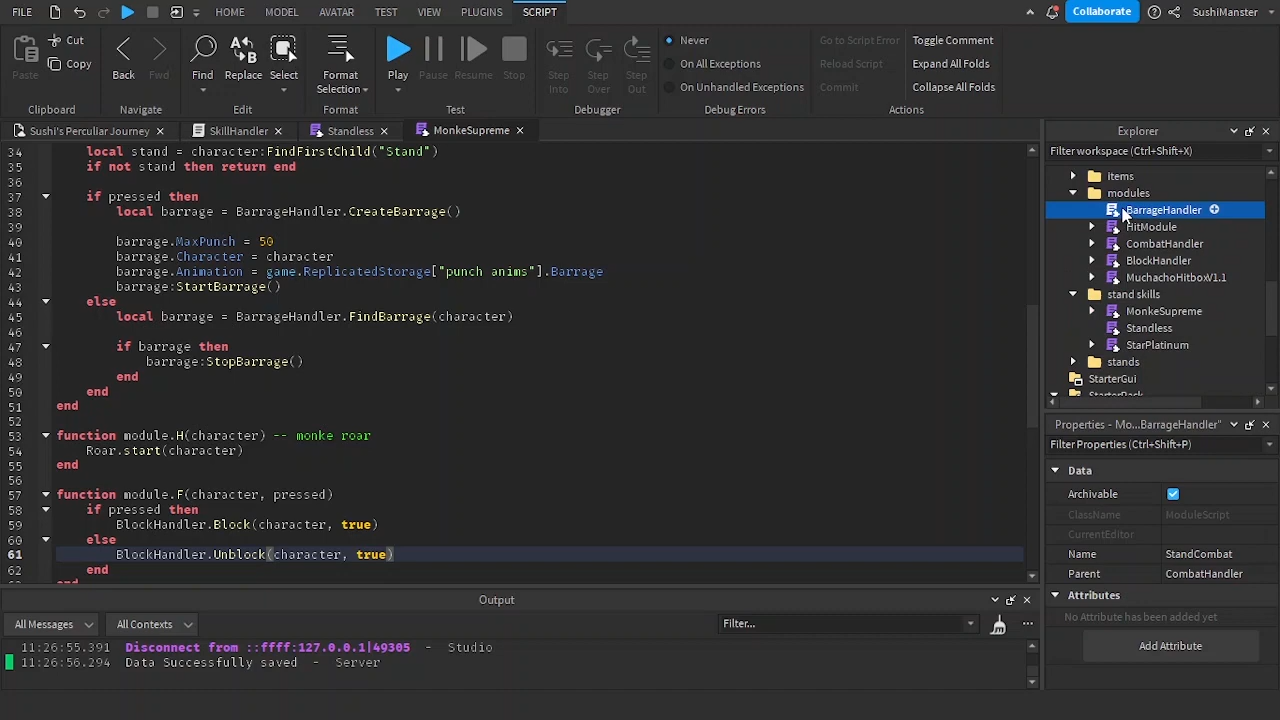 FILE HOME MODEL AVATAR TEST VIEW PLUGINS SCRIPT Collaborate SushiManster
Paste Cut Copy Back Fwd Find Replace Select Format Selection Play Pause Resume Stop Step Into Step Over Step Out
Never
On All Exceptions
On Unhandled Exceptions
Go to Script Error
Reload Script
Commit
Toggle Comment
Expand All Folds
Collapse All Folds
Clipboard Navigate Edit Format Test Debugger Debug Errors Actions
Sushi's Perculiar Journey SkillHandler Standless MonkeSupreme
34 local stand = character:FindFirstChild("Stand")
35 if not stand then return end
36
37 if pressed then
38 local barrage = BarrageHandler.CreateBarrage()
39
40 barrage.MaxPunch = 50
41 barrage.Character = character
42 barrage.Animation = game.ReplicatedStorage["punch anims"].Barrage
43 barrage:StartBarrage()
44 else
45 local barrage = BarrageHandler.FindBarrage(character)
46
47 if barrage then
48 barrage:StopBarrage()
49 end
50 end
51 end
52
53 function module.H(character) -- monke roar
54 Roar.start(character)
55 end
56
57 function module.F(character, pressed)
58 if pressed then
59 BlockHandler.Block(character, true)
60 else
61 BlockHandler.Unblock(character, true)
62 end
Explorer
Filter workspace (Ctrl+Shift+X)
items
modules
BarrageHandler
HitModule
CombatHandler
BlockHandler
MuchachoHitboxV1.1
stand skills
MonkeSupreme
Standless
StarPlatinum
stands
StarterGui
StarterPack
Properties - Mo...BarrageHandler"
Filter Properties (Ctrl+Shift+P)
Data
Archivable
ClassName ModuleScript
CurrentEditor
Name StandCombat
Parent CombatHandler
Attributes
No Attribute has been added yet
Add Attribute
Output
All Messages All Contexts Filter...
11:26:55.391 Disconnect from ::ffff:127.0.0.1|49305 - Studio
11:26:56.294 Data Successfully saved - Server